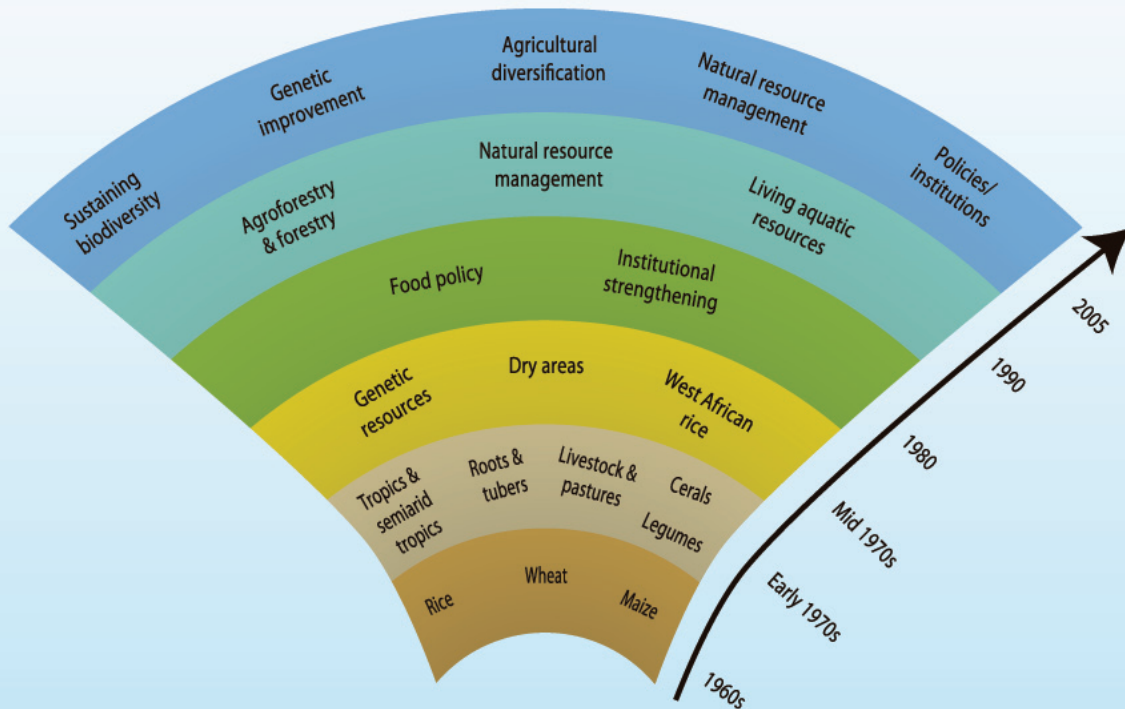 Agricultural
diversification
Genetic
improvement
Natural resource
management
Sustaining
biodiversity
Policies/
institutions
Natural resource
management
Agroforestry
& forestry
Living aquatic
resources
Food policy
Institutional
strengthening
Genetic
resources
Dry areas
West African
rice
Tropics &
semiarid
tropics
Roots &
tubers
Livestock &
pastures
Cerals
Legumes
Rice
Wheat
Maize
2005
1990
1980
Mid 1970s
Early 1970s
1960s